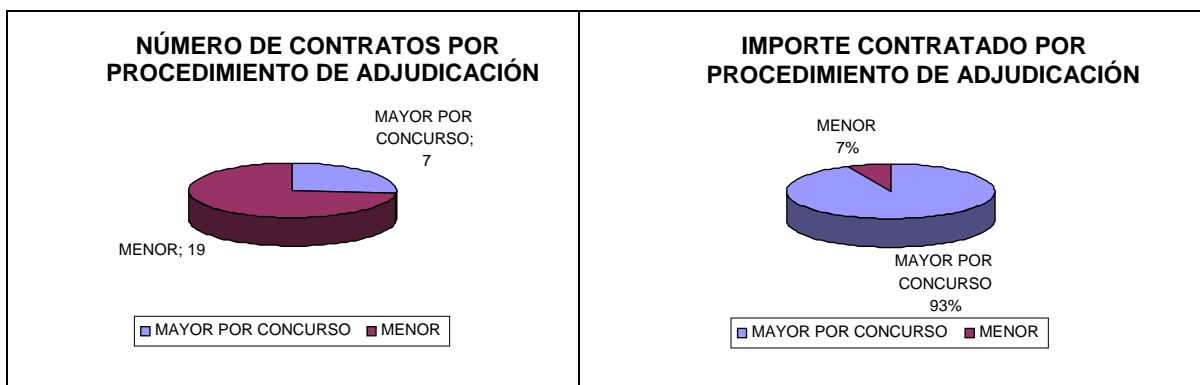 NÚMERO DE CONTRATOS POR
PROCEDIMIENTO DE ADJUDICACIÓN
MAYOR POR
CONCURSO;
7
MENOR; 19
MAYOR POR CONCURSO MENOR
IMPORTE CONTRATADO POR
PROCEDIMIENTO DE ADJUDICACIÓN
MENOR
7%
MAYOR POR
CONCURSO
93%
MAYOR POR CONCURSO MENOR